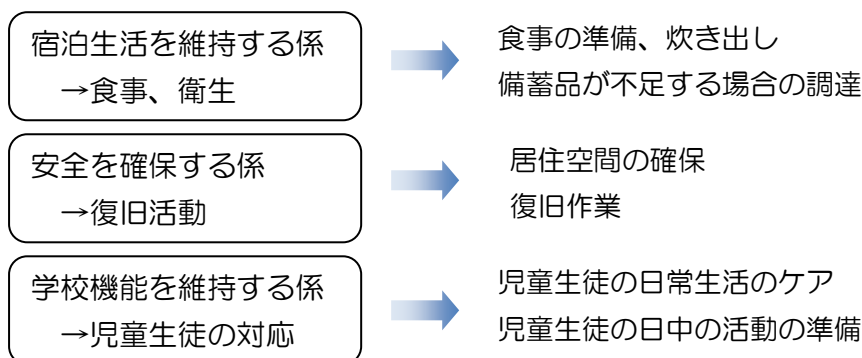 宿泊生活を維持する係
→食事、衛生
食事の準備、炊き出し
備蓄品が不足する場合の調達
安全を確保する係
→復旧活動
居住空間の確保
復旧作業
学校機能を維持する係
→児童生徒の対応
児童生徒の日常生活のケア
児童生徒の日中の活動の準備